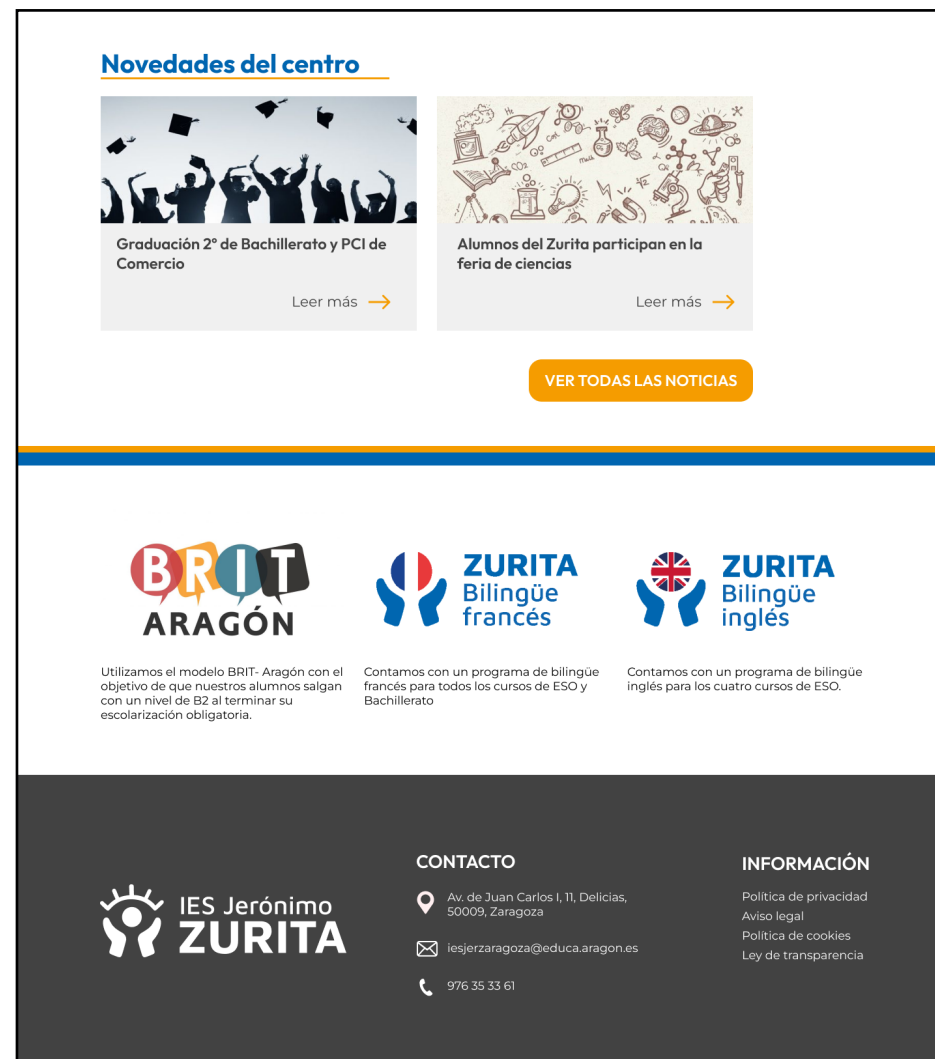 Novedades del centro
Graduación 2º de Bachillerato y PCI de
Comercio
Leer más
Alumnos del Zurita participan en la
feria de ciencias
Leer más
VER TODAS LAS NOTICIAS
BRIT
ARAGÓN
Utilizamos el modelo BRIT- Aragón con el
objetivo de que nuestros alumnos salgan
con un nivel de B2 al terminar su
escolarización obligatoria.
ZURITA
Bilingüe
francés
Contamos con un programa de bilingüe
francés para todos los cursos de ESO y
Bachillerato
ZURITA
Bilingüe
inglés
Contamos con un programa de bilingüe
inglés para los cuatro cursos de ESO.
IES Jerónimo
ZURITA
CONTACTO
Av. de Juan Carlos I, 11, Delicias,
50009, Zaragoza
iesjerzaragoza@educa.aragon.es
976 35 33 61
INFORMACIÓN
Política de privacidad
Aviso legal
Política de cookies
Ley de transparencia